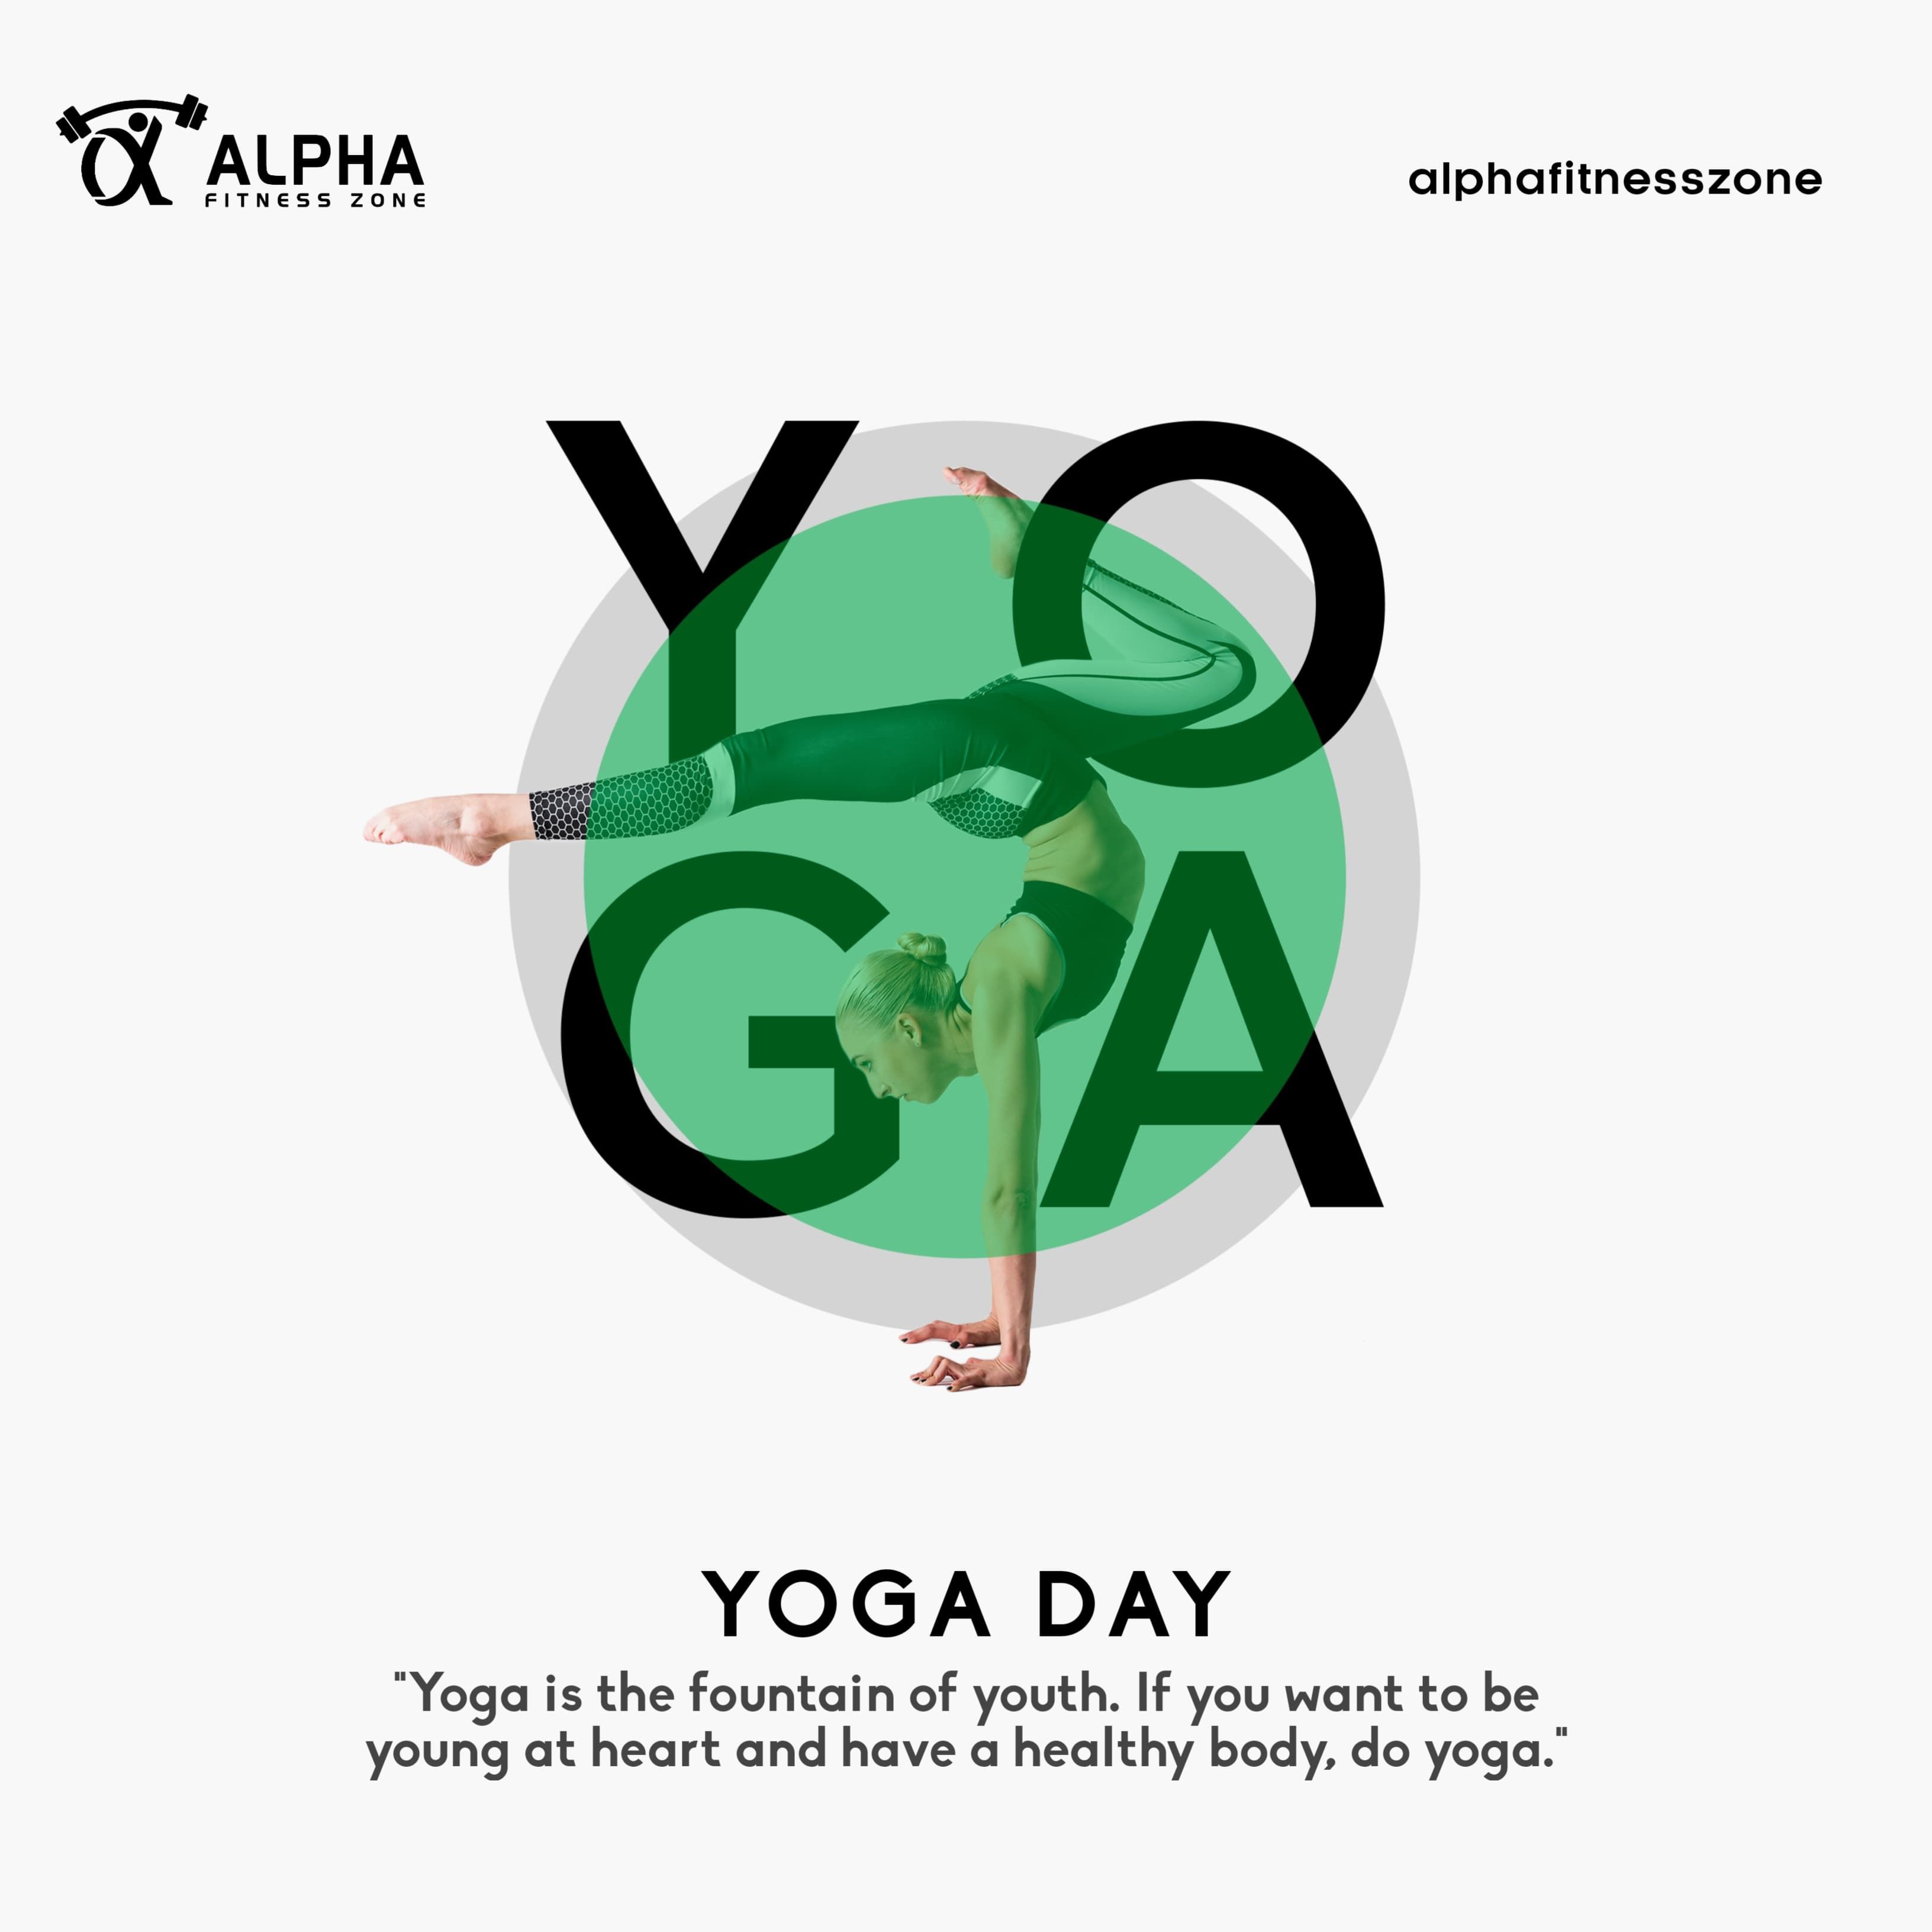 ALPHA
FITNESS ZONE
alphafitnesszone
YO
GA
YOGA DAY
"Yoga is the fountain of youth. If you want to be
young at heart and have a healthy body, do yoga."